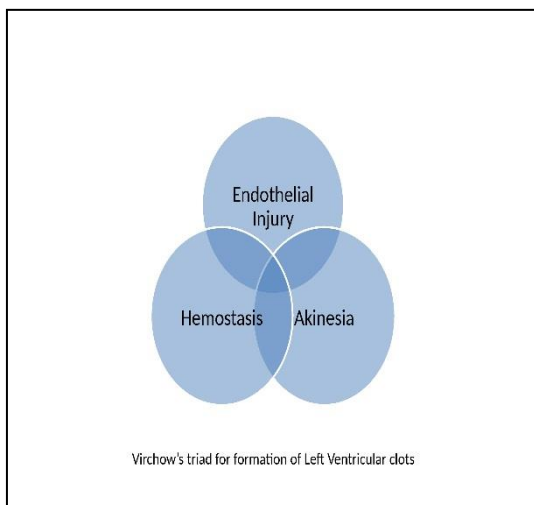 Endothelial
Injury
Hemostasis
Akinesia
Virchow's triad for formation of Left Ventricular clots